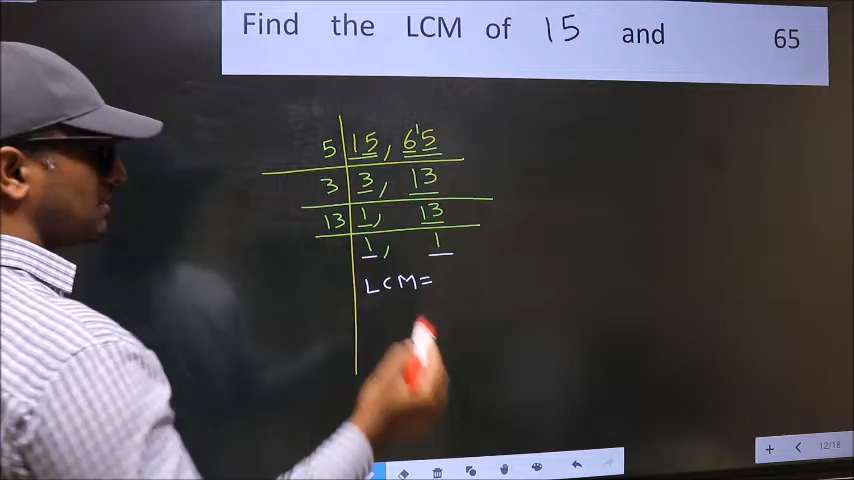 Find the LCM of 15 and 65
5 15, 65
3 3, 13
13 1, 13
1, 1
LCM=
12/18